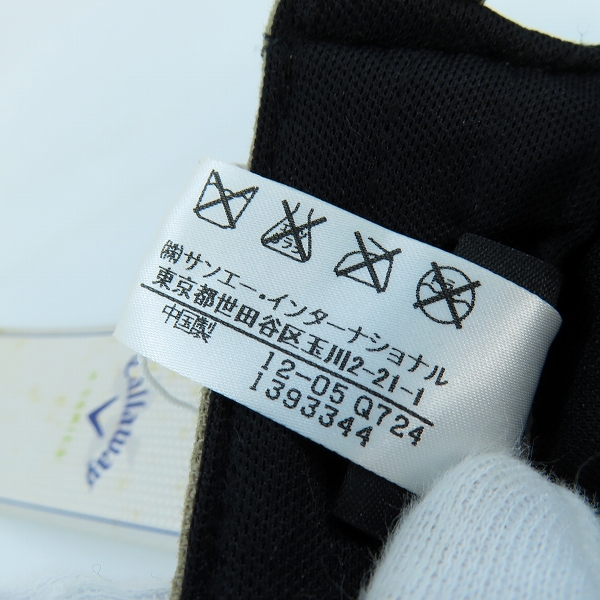 ㈱サンエー・インターナショナル
東京都世田谷区玉川2-21-1
中国製
12-05 Q724
1393344
Callaway